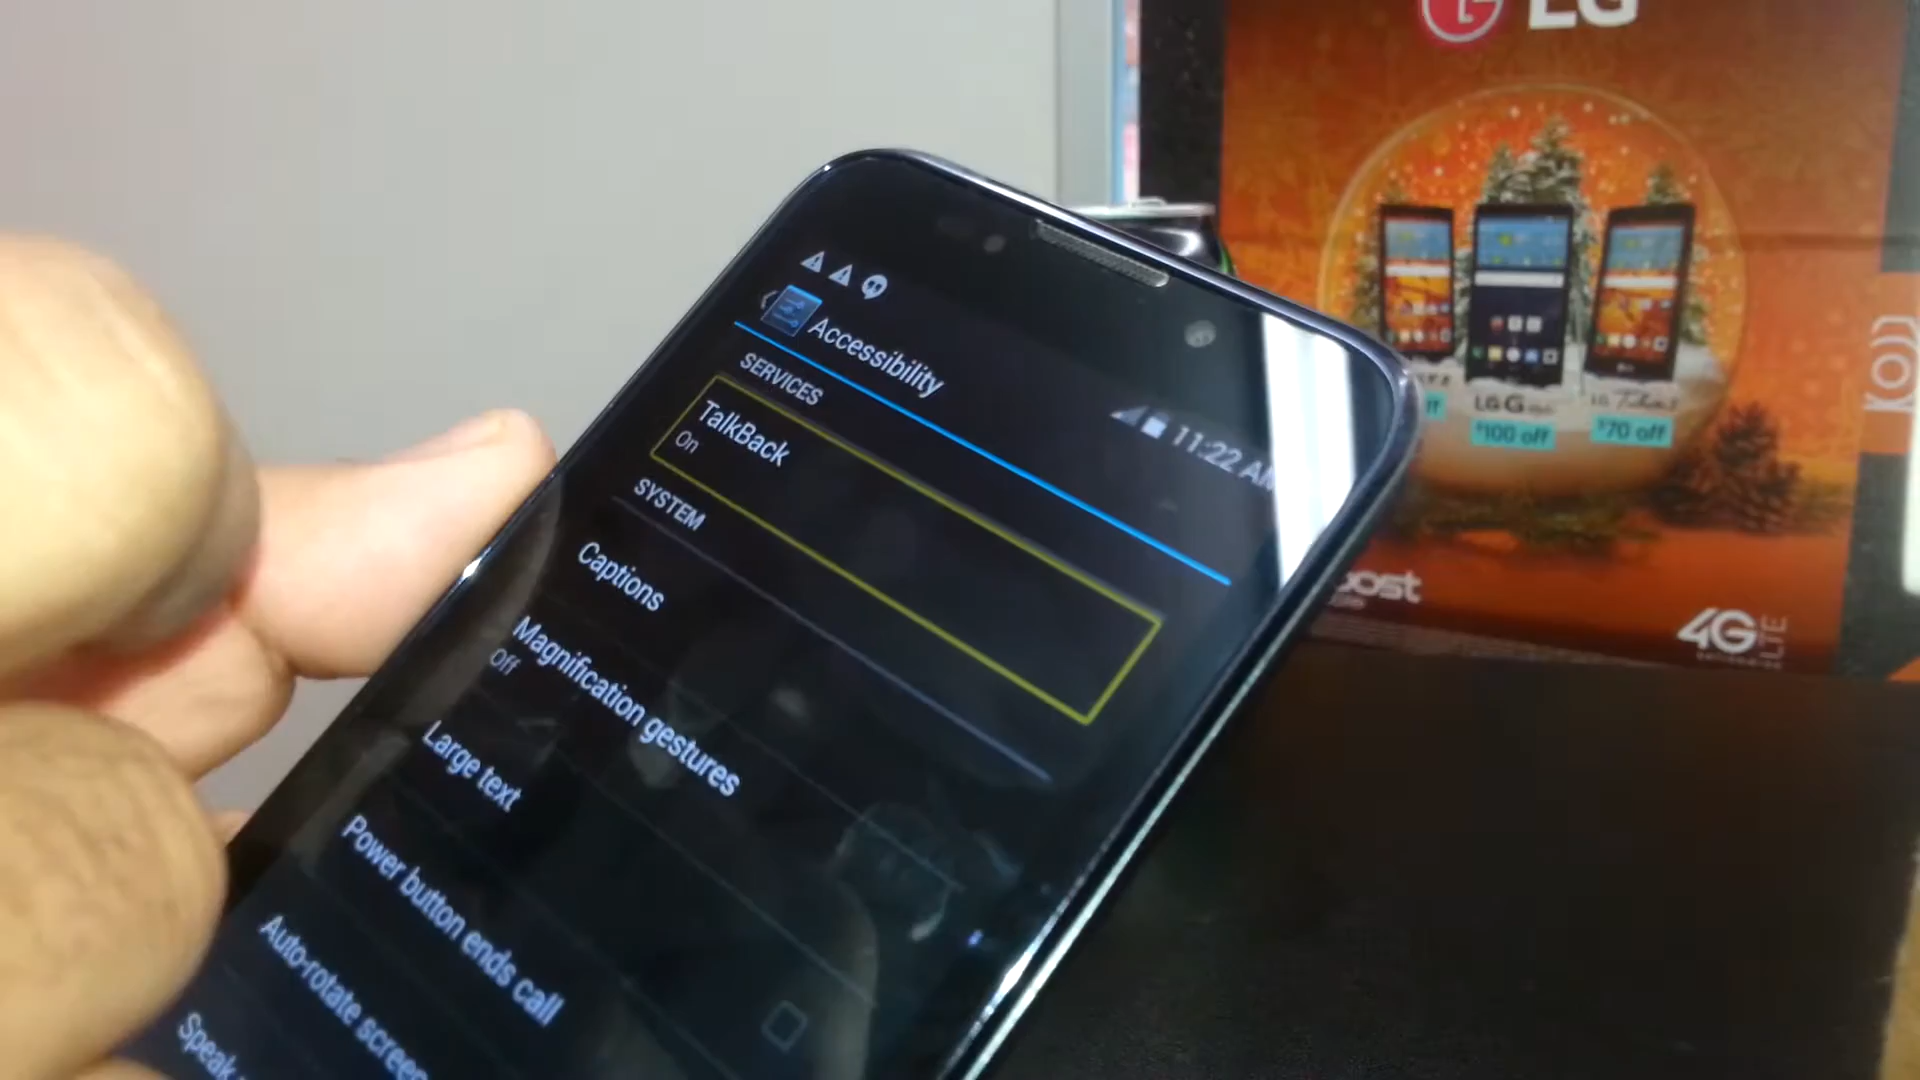 LG
Accessibility
11:22 AM
SERVICES
TalkBack
On
SYSTEM
Captions
Magnification gestures
Off
Large text
Power button ends call
Auto-rotate screen
Speak
LG G
$100 off
$70 off
4G LTE